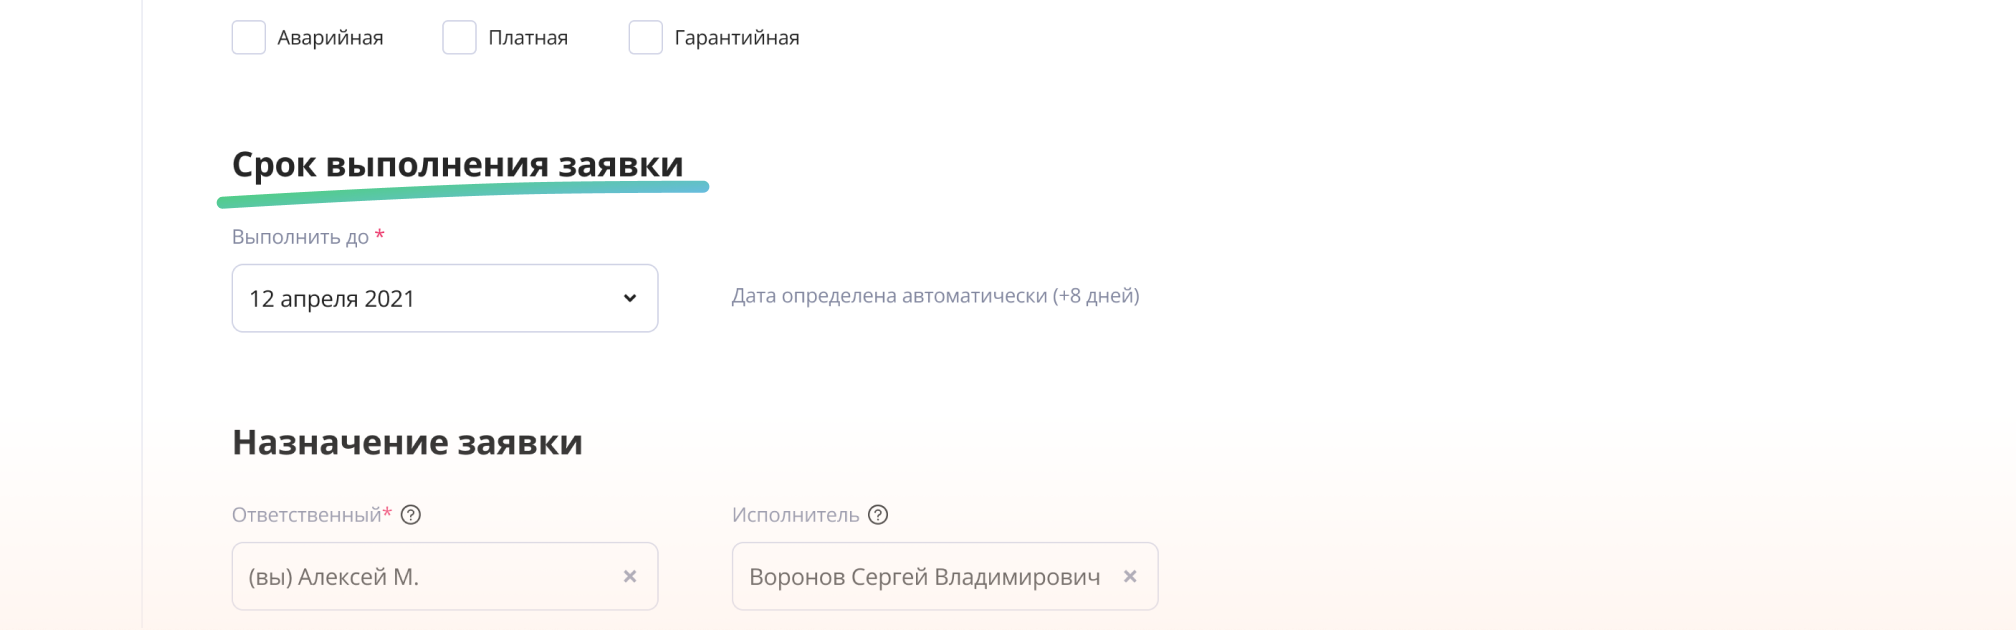 Аварийная Платная Гарантийная
Срок выполнения заявки
Выполнить до *
12 апреля 2021 Дата определена автоматически (+8 дней)
Назначение заявки
Ответственный* ? Исполнитель ?
(вы) Алексей М. × Воронов Сергей Владимирович ×